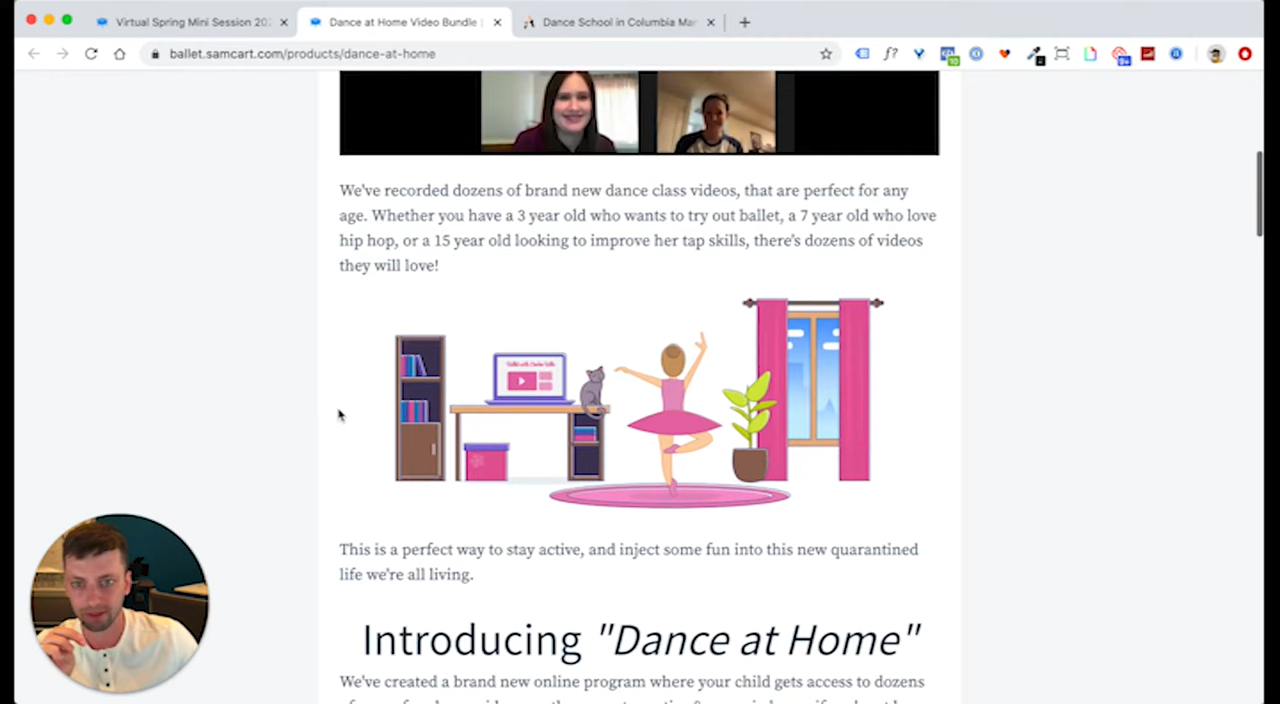 Virtual Spring Mini Session 202
Dance at Home Video Bundle |
Dance School in Columbia Mar
ballet.samcart.com/products/dance-at-home
f?
10
9+
We've recorded dozens of brand new dance class videos, that are perfect for any
age. Whether you have a 3 year old who wants to try out ballet, a 7 year old who love
hip hop, or a 15 year old looking to improve her tap skills, there's dozens of videos
they will love!
This is a perfect way to stay active, and inject some fun into this new quarantined
life we're all living.
Introducing "Dance at Home"
We've created a brand new online program where your child gets access to dozens